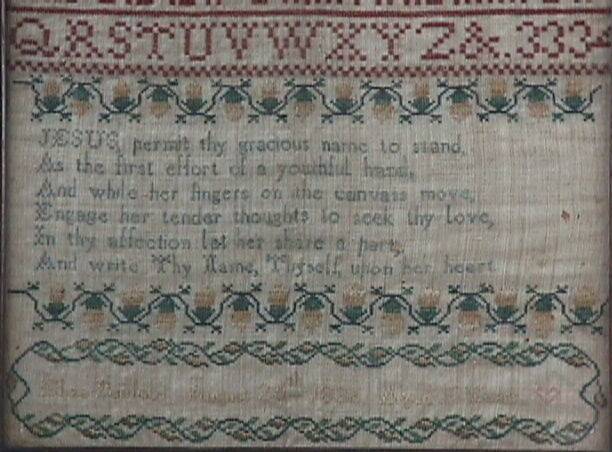 Q R S T U V W X Y Z & 333
JESUS, permit thy gracious name to stand,
As the first effort of a youthful hand,
And while her fingers on the canvass move,
Engage her tender thoughts to seek thy love,
In thy affection let her share a part,
And write Thy Name, Thyself, upon her heart.
August